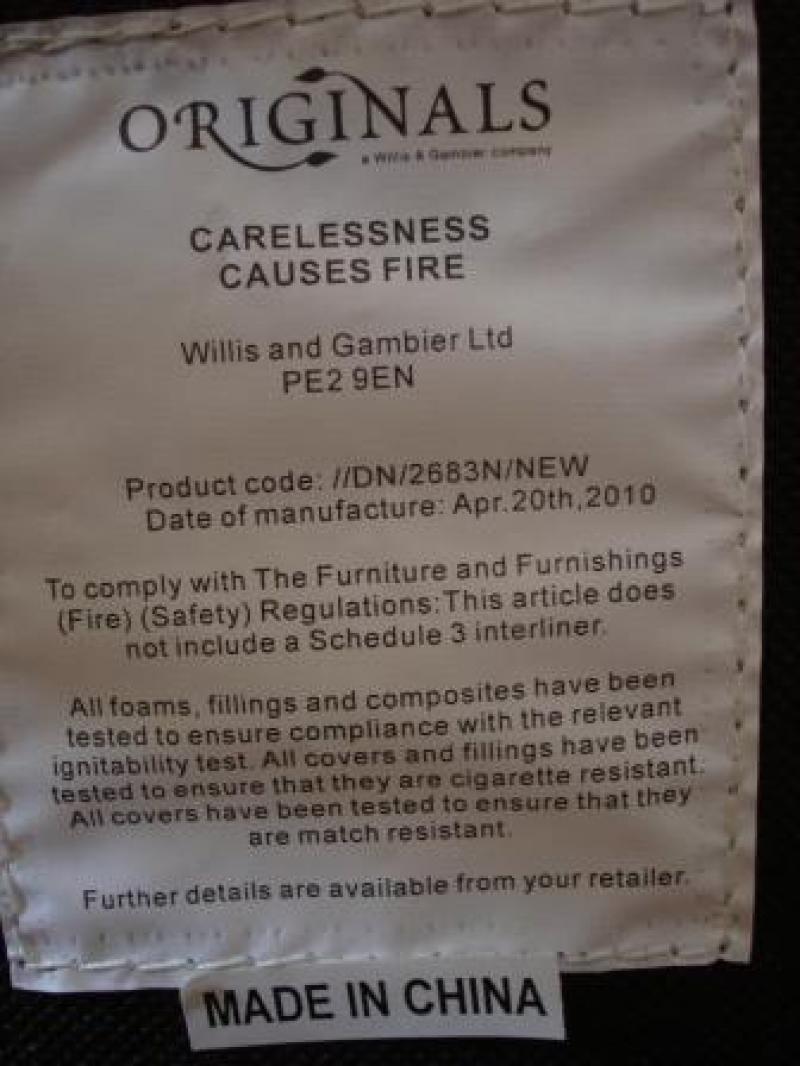 ORIGINALS
a Willis & Gambier company
CARELESSNESS
CAUSES FIRE
Willis and Gambier Ltd
PE2 9EN
Product code: //DN/2683N/NEW
Date of manufacture: Apr.20th,2010
To comply with The Furniture and Furnishings
(Fire) (Safety) Regulations:This article does
not include a Schedule 3 interliner.
All foams, fillings and composites have been
tested to ensure compliance with the relevant
ignitability test. All covers and fillings have been
tested to ensure that they are cigarette resistant.
All covers have been tested to ensure that they
are match resistant.
Further details are available from your retailer.
MADE IN CHINA